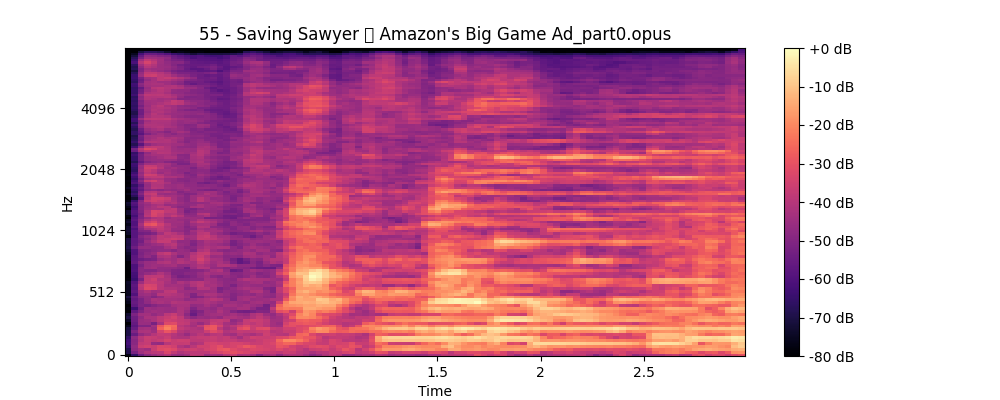 55 - Saving Sawyer ▯ Amazon's Big Game Ad_part0.opus
Hz
4096
2048
1024
512
0
0
0.5
1
1.5
2
2.5
Time
+0 dB
-10 dB
-20 dB
-30 dB
-40 dB
-50 dB
-60 dB
-70 dB
-80 dB